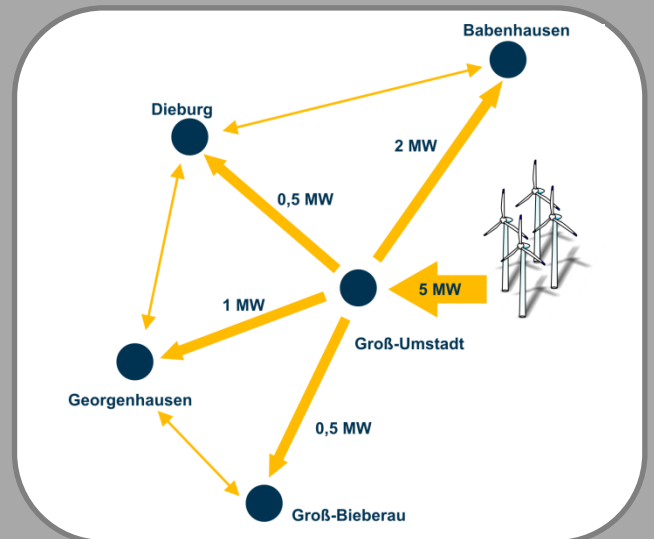 Babenhausen
Dieburg
2 MW
0,5 MW
5 MW
1 MW
Groß-Umstadt
Georgenhausen
0,5 MW
Groß-Bieberau